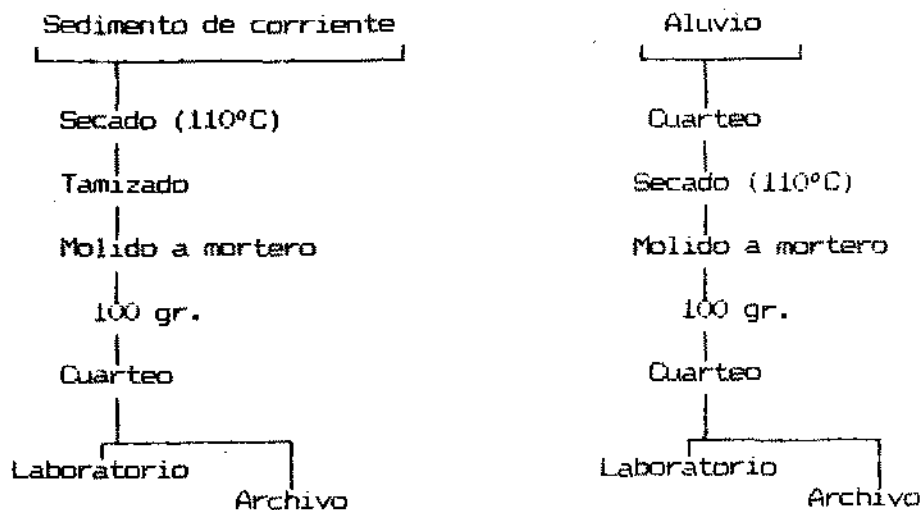 Sedimento de corriente
Secado (110ºC)
Tamizado
Molido a mortero
100 gr.
Cuarteo
Laboratorio
Archivo
Aluvio
Cuarteo
Secado (110ºC)
Molido a mortero
100 gr.
Cuarteo
Laboratorio
Archivo